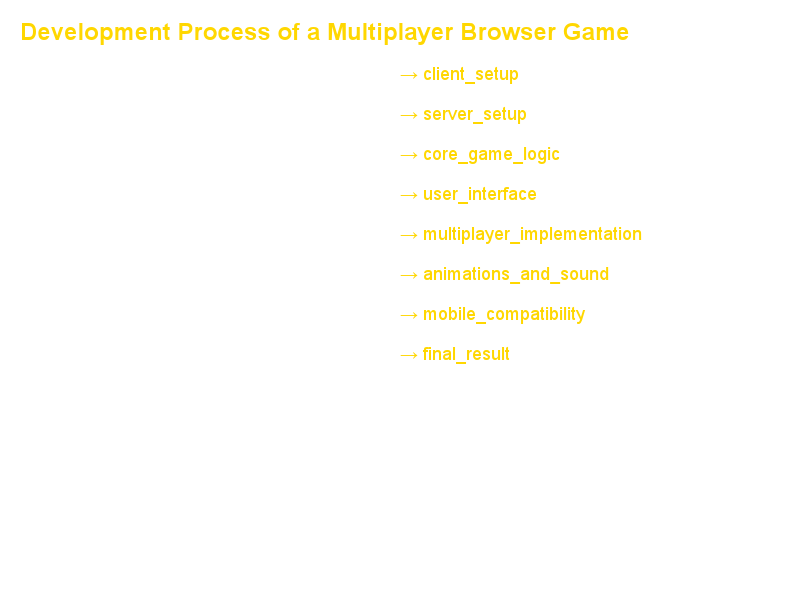 Development Process of a Multiplayer Browser Game
→ client_setup
→ server_setup
→ core_game_logic
→ user_interface
→ multiplayer_implementation
→ animations_and_sound
→ mobile_compatibility
→ final_result